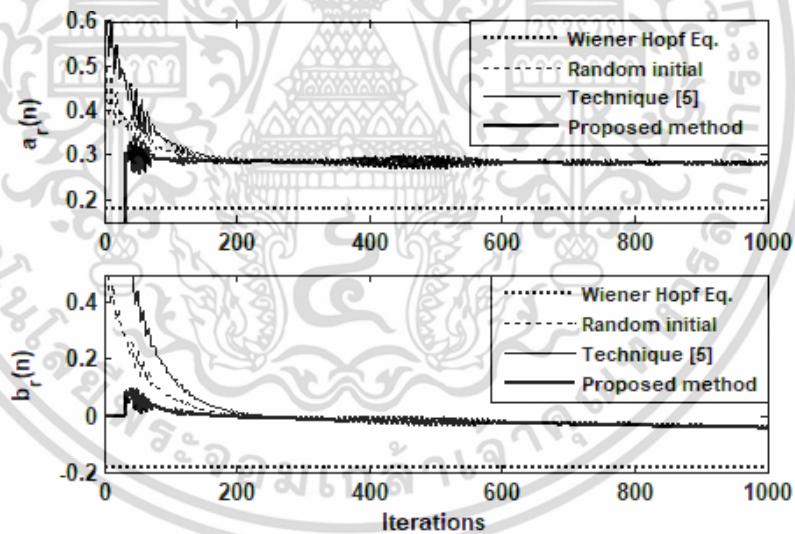 0.6
0.5
0.4
0.3
0.2
a_r(n)
Wiener Hopf Eq.
Random initial
Technique [5]
Proposed method
0 200 400 600 800 1000
0.4
0.2
0
-0.2
b_r(n)
Wiener Hopf Eq.
Random initial
Technique [5]
Proposed method
0 200 400 600 800 1000
Iterations